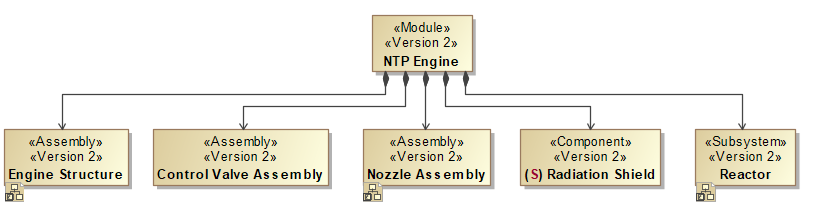 «Module»
«Version 2»
NTP Engine
«Assembly»
«Version 2»
Engine Structure
«Assembly»
«Version 2»
Control Valve Assembly
«Assembly»
«Version 2»
Nozzle Assembly
«Component»
«Version 2»
(S) Radiation Shield
«Subsystem»
«Version 2»
Reactor